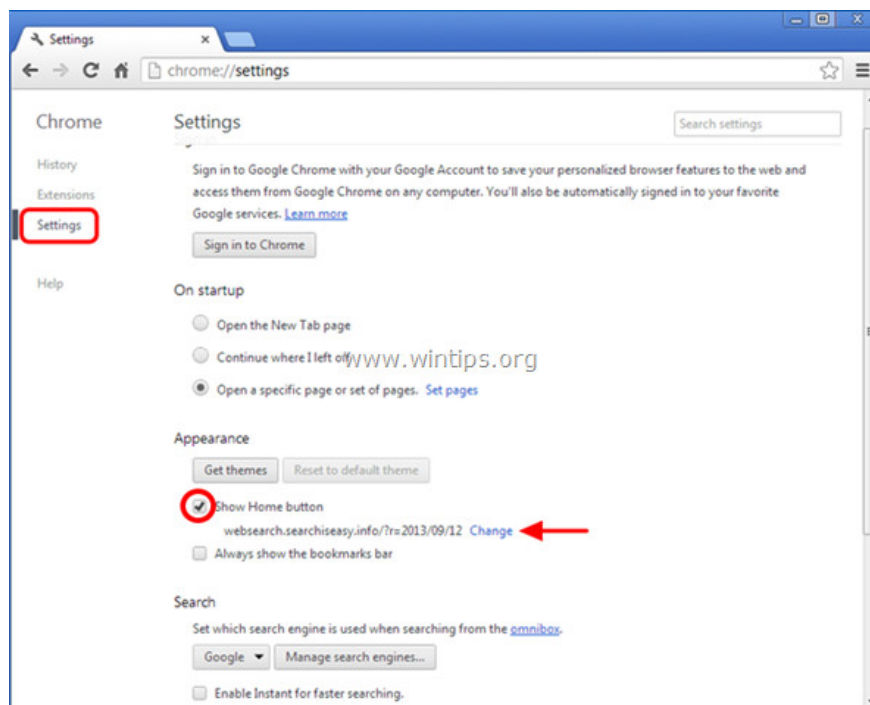 Settings
chrome://settings
Chrome
Settings
Search settings
History
Extensions
Settings
Help
Sign in to Google Chrome with your Google Account to save your personalized browser features to the web and
access them from Google Chrome on any computer. You'll also be automatically signed in to your favorite
Google services. Learn more
Sign in to Chrome
On startup
Open the New Tab page
Continue where I left off
www.wintips.org
Open a specific page or set of pages. Set pages
Appearance
Get themes Reset to default theme
Show Home button
websearch.searchiseasy.info/?r=2013/09/12 Change
Always show the bookmarks bar
Search
Set which search engine is used when searching from the omnibox.
Google Manage search engines...
Enable Instant for faster searching.